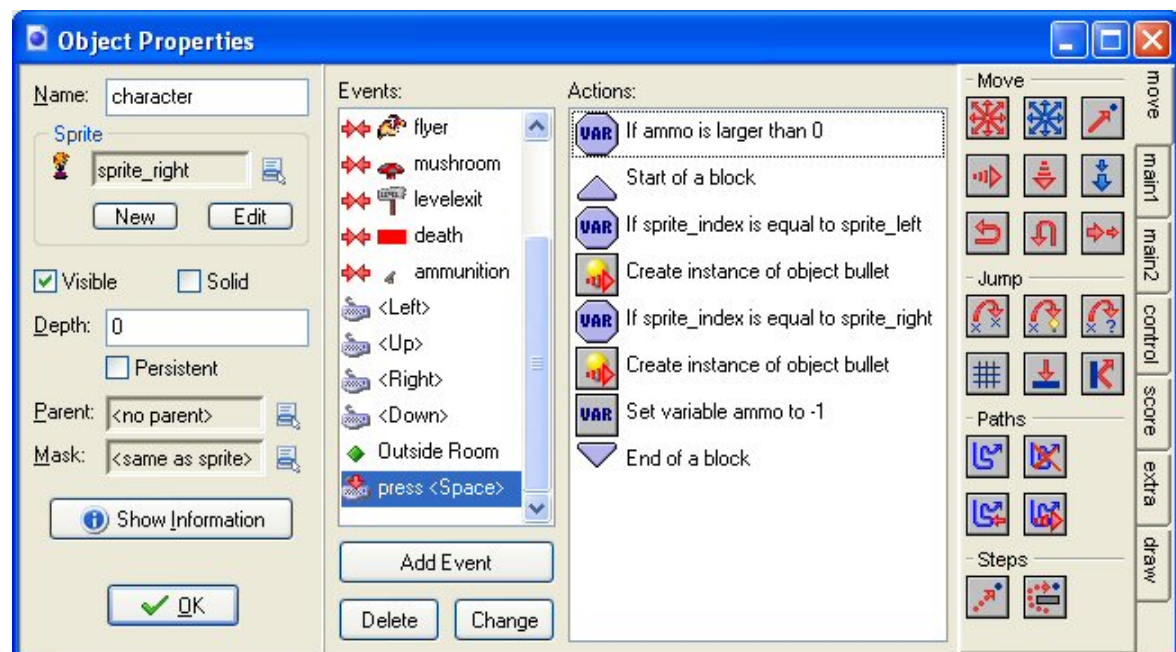 Object Properties
Name: character
Sprite
sprite_right
New Edit
Visible Solid
Depth: 0
Persistent
Parent: <no parent>
Mask: <same as sprite>
Show Information
OK
Events:
flyer
mushroom
levelexit
death
ammunition
<Left>
<Up>
<Right>
<Down>
Outside Room
press <Space>
Add Event
Delete Change
Actions:
VAR If ammo is larger than 0
Start of a block
VAR If sprite_index is equal to sprite_left
Create instance of object bullet
VAR If sprite_index is equal to sprite_right
Create instance of object bullet
VAR Set variable ammo to -1
End of a block
Move
Jump
Paths
Steps
move
main1
main2
control
score
extra
draw